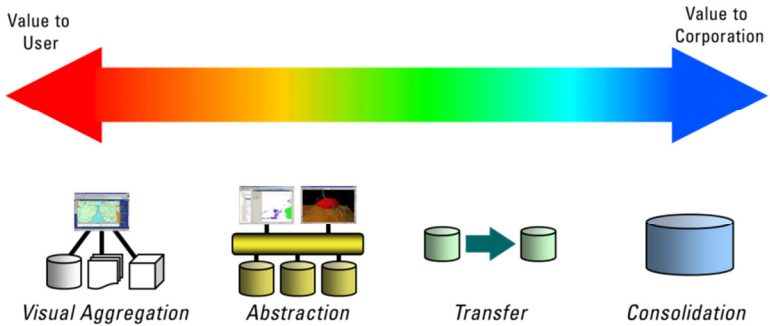 Value to
User
Value to
Corporation
Visual Aggregation
Abstraction
Transfer
Consolidation